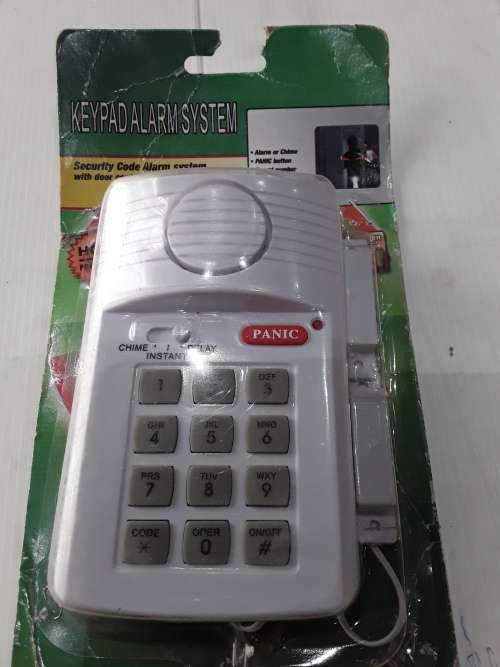 KEYPAD ALARM SYSTEM
Security Code Alarm system
with door
• Alarm or Chime
• PANIC button
number
PANIC
CHIME DELAY
INSTANT
1
2
DEF 3
GHI 4
JKL 5
MNO 6
PRS 7
TUV 8
WXY 9
CODE *
OPER 0
ON/OFF #